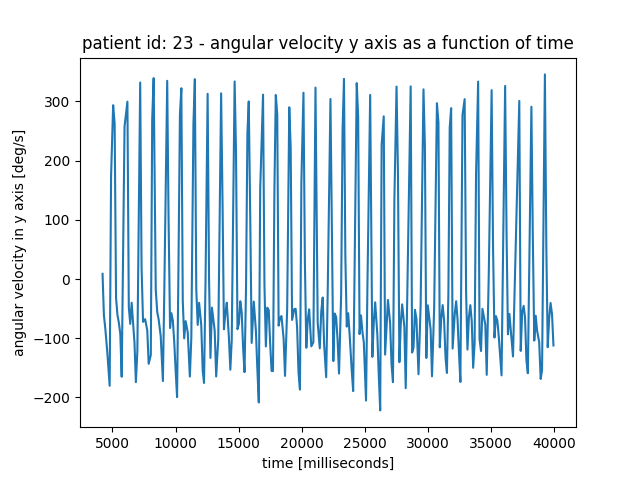 patient id: 23 - angular velocity y axis as a function of time
angular velocity in y axis [deg/s]
300
200
100
0
−100
−200
5000 10000 15000 20000 25000 30000 35000 40000
time [milliseconds]